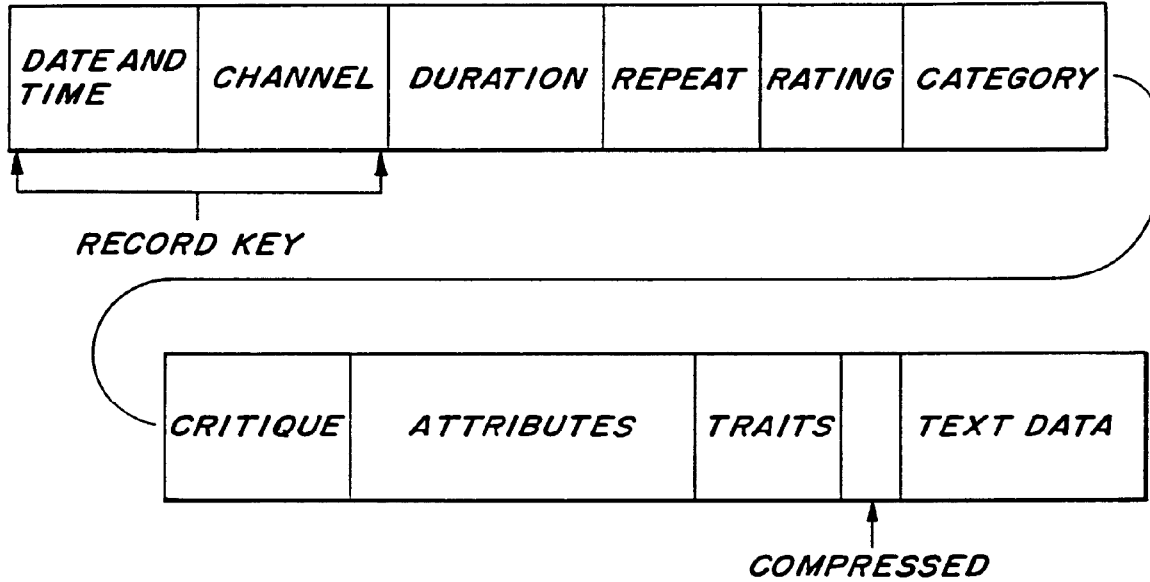 DATE AND
TIME
CHANNEL
DURATION
REPEAT
RATING
CATEGORY
RECORD KEY
CRITIQUE
ATTRIBUTES
TRAITS
TEXT DATA
COMPRESSED